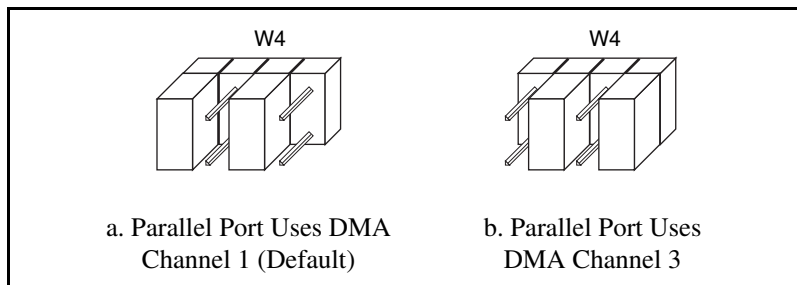 W4
W4
a. Parallel Port Uses DMA
Channel 1 (Default)
b. Parallel Port Uses
DMA Channel 3